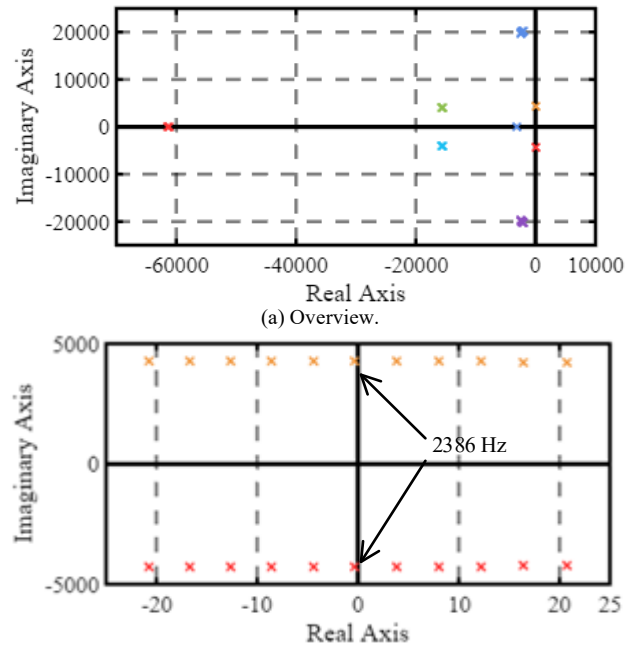 20000
10000
0
-10000
-20000
Imaginary Axis
-60000 -40000 -20000 0 10000
Real Axis
(a) Overview.
5000
0
-5000
Imaginary Axis
2386 Hz
-20 -10 0 10 20 25
Real Axis